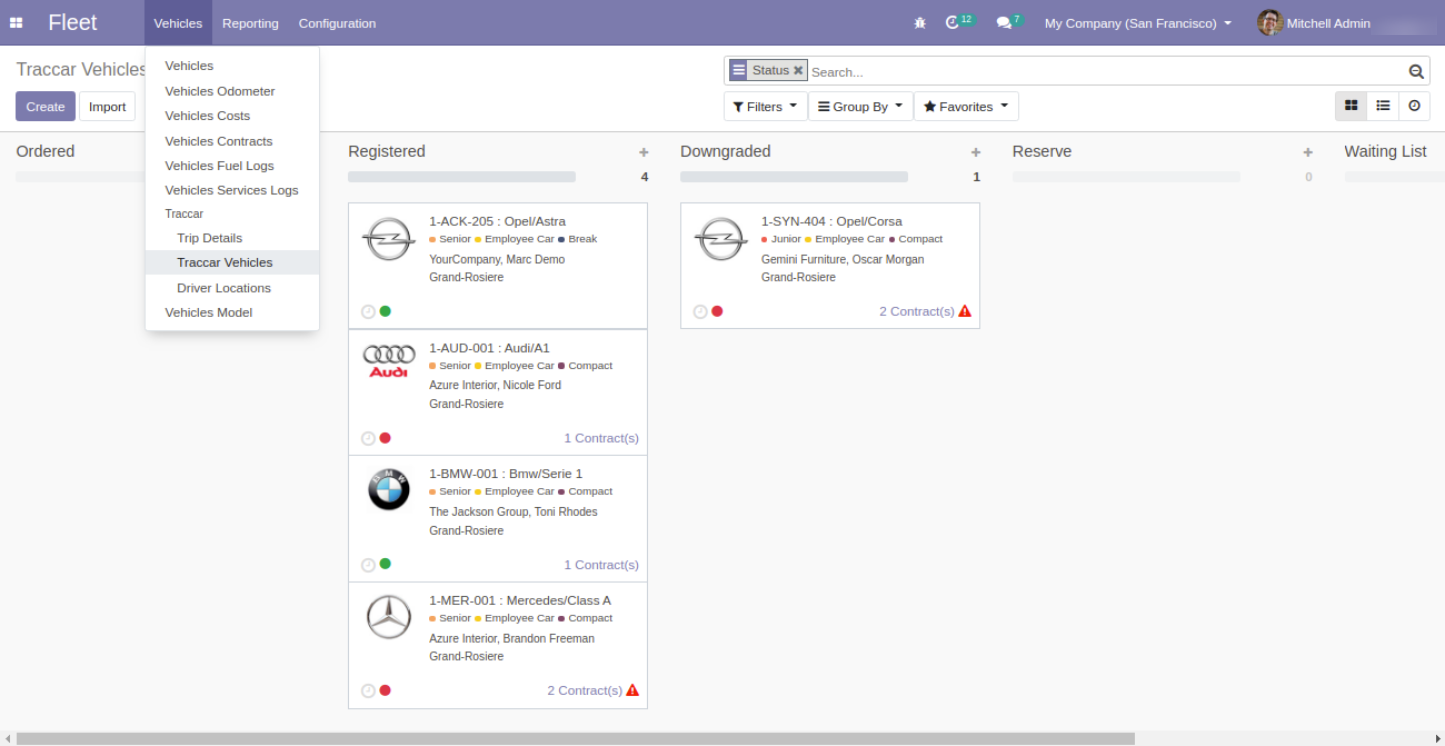 Fleet
Vehicles Reporting Configuration
12 7 My Company (San Francisco) Mitchell Admin
Traccar Vehicles
Status Search...
Create Import
Filters Group By Favorites
Vehicles
Vehicles Odometer
Vehicles Costs
Vehicles Contracts
Vehicles Fuel Logs
Vehicles Services Logs
Traccar
Trip Details
Traccar Vehicles
Driver Locations
Vehicles Model
Ordered
Registered
4
1-ACK-205 : Opel/Astra
Senior Employee Car Break
YourCompany, Marc Demo
Grand-Rosiere
Audi
1-AUD-001 : Audi/A1
Senior Employee Car Compact
Azure Interior, Nicole Ford
Grand-Rosiere
1 Contract(s)
BMW
1-BMW-001 : Bmw/Serie 1
Senior Employee Car Compact
The Jackson Group, Toni Rhodes
Grand-Rosiere
1 Contract(s)
1-MER-001 : Mercedes/Class A
Senior Employee Car Compact
Azure Interior, Brandon Freeman
Grand-Rosiere
2 Contract(s)
Downgraded
1
1-SYN-404 : Opel/Corsa
Junior Employee Car Compact
Gemini Furniture, Oscar Morgan
Grand-Rosiere
2 Contract(s)
Reserve
0
Waiting List